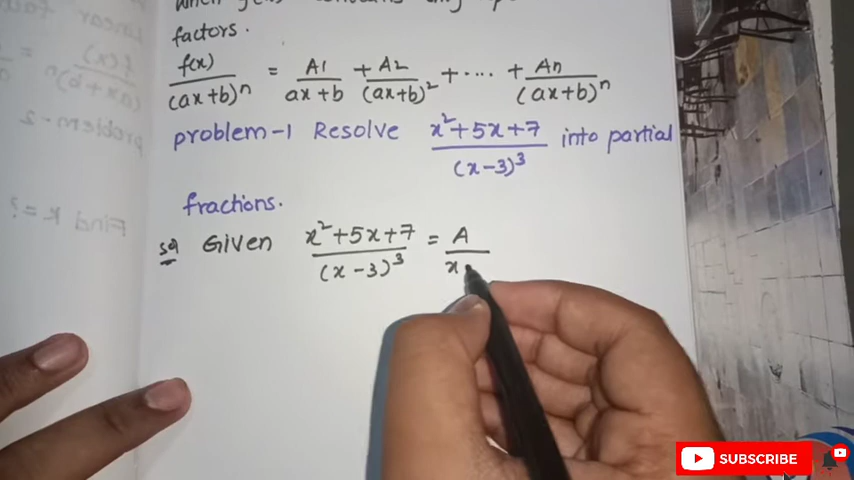 factors.
f(x)/(ax+b)^n = A1/ax+b + A2/(ax+b)^2 + .... + An/(ax+b)^n
problem-1 Resolve x^2+5x+7/(x-3)^3 into partial
fractions.
Sol Given x^2+5x+7/(x-3)^3 = A/x
SUBSCRIBE